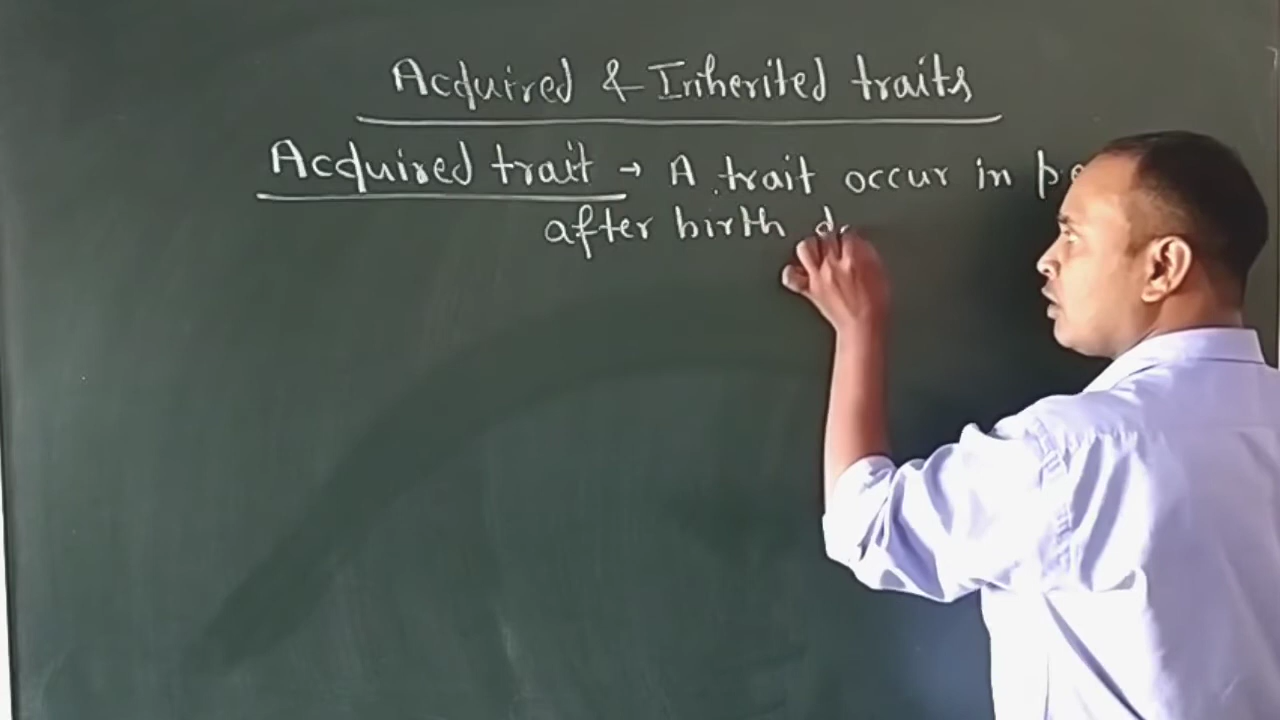 Acquired & Inherited traits
Acquired trait → A trait occur in
after birth